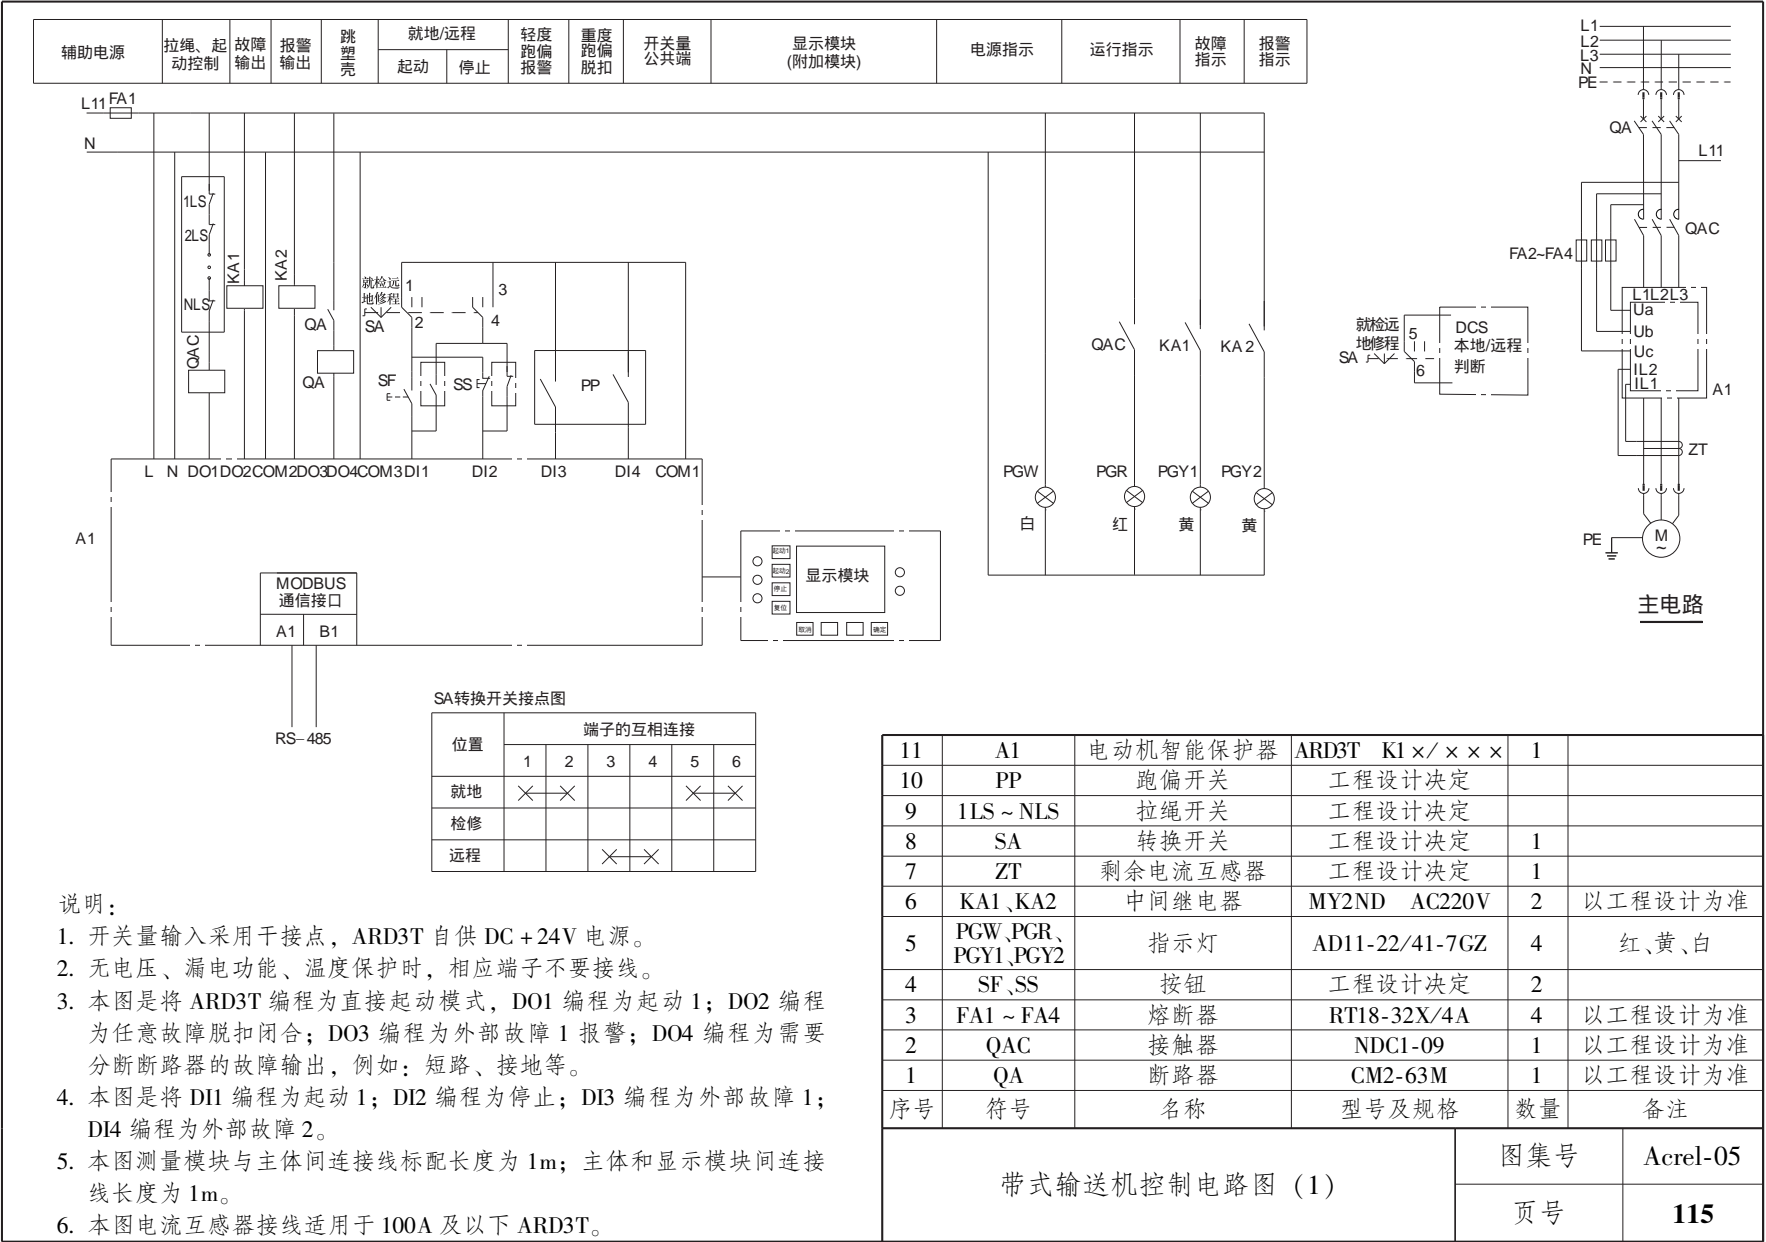 辅助电源
拉绳、起动控制
故障输出
报警输出
跳塑壳
就地/远程
起动 停止
轻度跑偏报警
重度跑偏脱扣
开关量公共端
显示模块
(附加模块)
电源指示
运行指示
故障指示
报警指示
L11 FA1
N
1LS
2LS
NLS
QAC
KA1
KA2
QA
QA
就检远
地修程
SA
1
2
3
4
SF
SS
PP
L N DO1 DO2 COM2 DO3 DO4 COM3 DI1 DI2 DI3 DI4 COM1
A1
MODBUS
通信接口
A1 B1
RS-485
起动1
起动2
停止
复位
显示模块
取消 确定
QAC KA1 KA2
PGW PGR PGY1 PGY2
白 红 黄 黄
就检远
地修程
SA
5
6
DCS
本地/远程
判断
L1
L2
L3
N
PE
QA
L11
QAC
FA2~FA4
L1L2L3
Ua
Ub
Uc
IL2
IL1
A1
ZT
PE
M
~
主电路
SA转换开关接点图
位置 端子的互相连接
1 2 3 4 5 6
就地
检修
远程
说明:
1. 开关量输入采用干接点，ARD3T 自供 DC+24V 电源。
2. 无电压、漏电功能、温度保护时，相应端子不要接线。
3. 本图是将 ARD3T 编程为直接起动模式，DO1 编程为起动 1；DO2 编程
为任意故障脱扣闭合；DO3 编程为外部故障 1 报警；DO4 编程为需要
分断断路器的故障输出，例如：短路、接地等。
4. 本图是将 DI1 编程为起动 1；DI2 编程为停止；DI3 编程为外部故障 1；
DI4 编程为外部故障 2。
5. 本图测量模块与主体间连接线标配长度为 1m；主体和显示模块间连接
线长度为 1m。
6. 本图电流互感器接线适用于 100A 及以下 ARD3T。
11 A1 电动机智能保护器 ARD3T K1×/××× 1
10 PP 跑偏开关 工程设计决定
9 1LS~NLS 拉绳开关 工程设计决定
8 SA 转换开关 工程设计决定 1
7 ZT 剩余电流互感器 工程设计决定 1
6 KA1、KA2 中间继电器 MY2ND AC220V 2 以工程设计为准
5 PGW、PGR、PGY1、PGY2 指示灯 AD11-22/41-7GZ 4 红、黄、白
4 SF、SS 按钮 工程设计决定 2
3 FA1~FA4 熔断器 RT18-32X/4A 4 以工程设计为准
2 QAC 接触器 NDC1-09 1 以工程设计为准
1 QA 断路器 CM2-63M 1 以工程设计为准
序号 符号 名称 型号及规格 数量 备注
带式输送机控制电路图 (1)
图集号 Acrel-05
页号 115